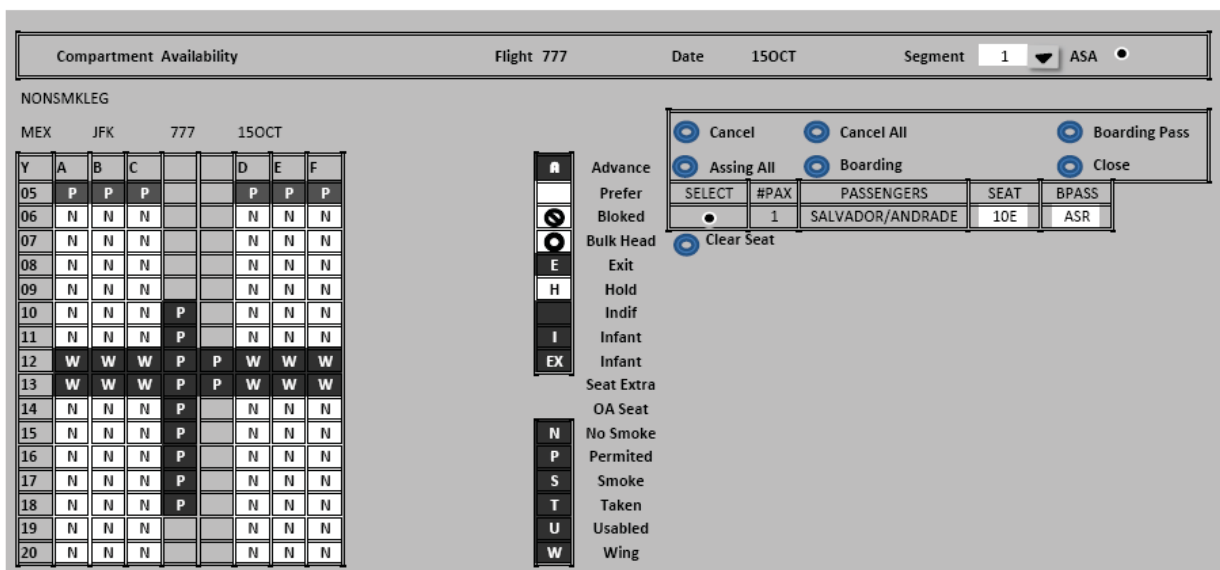 Compartment Availability Flight 777 Date 15OCT Segment 1 ASA
NONSMKLEG
MEX JFK 777 15OCT
Y A B C D E F
05 P P P P P P
06 N N N N N N
07 N N N N N N
08 N N N N N N
09 N N N N N N
10 N N N P N N N
11 N N N P N N N
12 W W W P P W W W
13 W W W P P W W W
14 N N N P N N N
15 N N N P N N N
16 N N N P N N N
17 N N N P N N N
18 N N N P N N N
19 N N N N N N
20 N N N N N N
A Advance
Prefer
Bloked
Bulk Head
E Exit
H Hold
Indif
I Infant
EX Infant
Seat Extra
OA Seat
N No Smoke
P Permited
S Smoke
T Taken
U Usabled
W Wing
Cancel Cancel All Boarding Pass
Assing All Boarding Close
SELECT #PAX PASSENGERS SEAT BPASS
1 SALVADOR/ANDRADE 10E ASR
Clear Seat